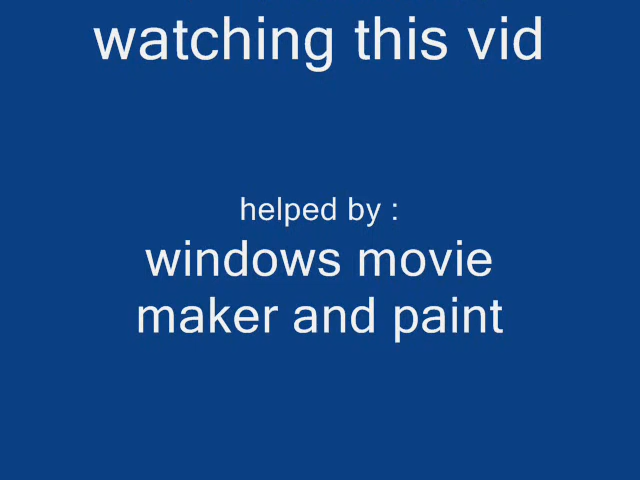 watching this vid
helped by :
windows movie
maker and paint